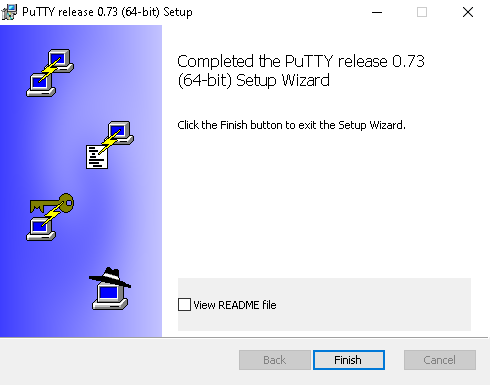 PuTTY release 0.73 (64-bit) Setup
Completed the PuTTY release 0.73
(64-bit) Setup Wizard
Click the Finish button to exit the Setup Wizard.
View README file
Back
Finish
Cancel